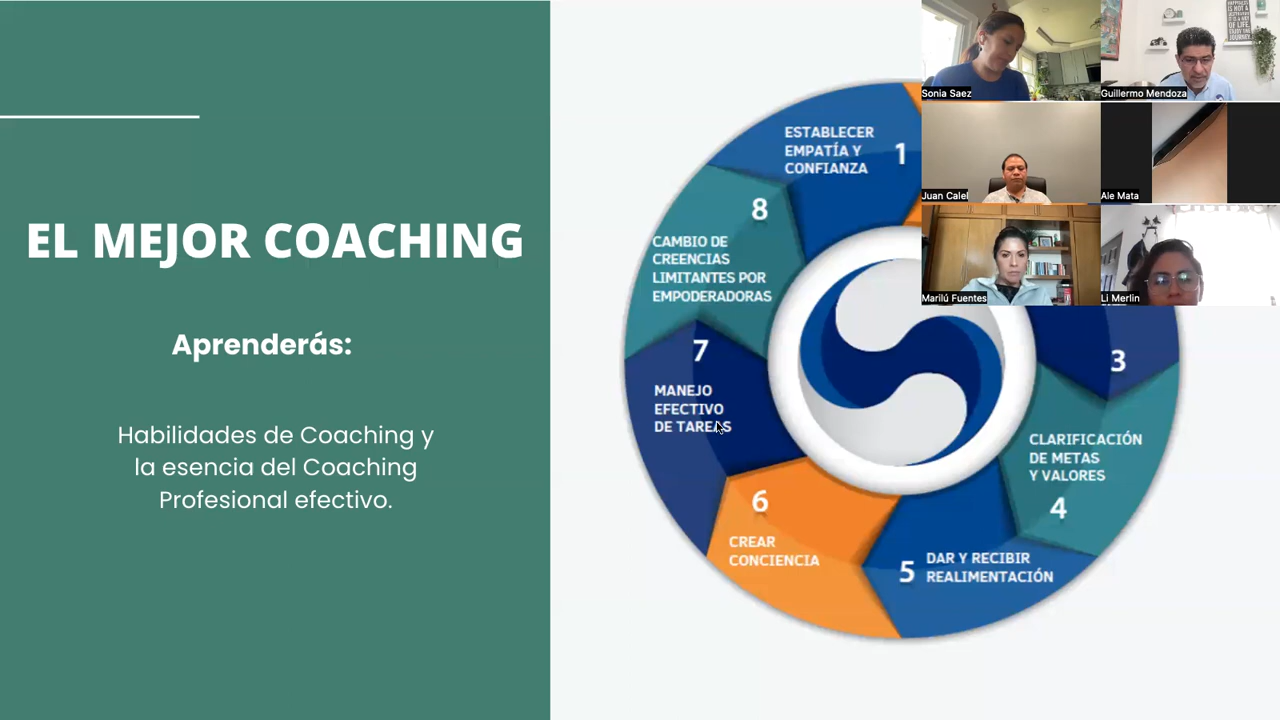 EL MEJOR COACHING
Aprenderás:
Habilidades de Coaching y
la esencia del Coaching
Profesional efectivo.
ESTABLECER
EMPATÍA Y
CONFIANZA
1
8
CAMBIO DE
CREENCIAS
LIMITANTES POR
EMPODERADORAS
7
MANEJO
EFECTIVO
DE TAREAS
6
CREAR
CONCIENCIA
5
DAR Y RECIBIR
REALIMENTACIÓN
CLARIFICACIÓN
DE METAS
Y VALORES
4
3
Sonia Saez
Guillermo Mendoza
Juan Calel
Ale Mata
Marilú Fuentes
Li Merlin